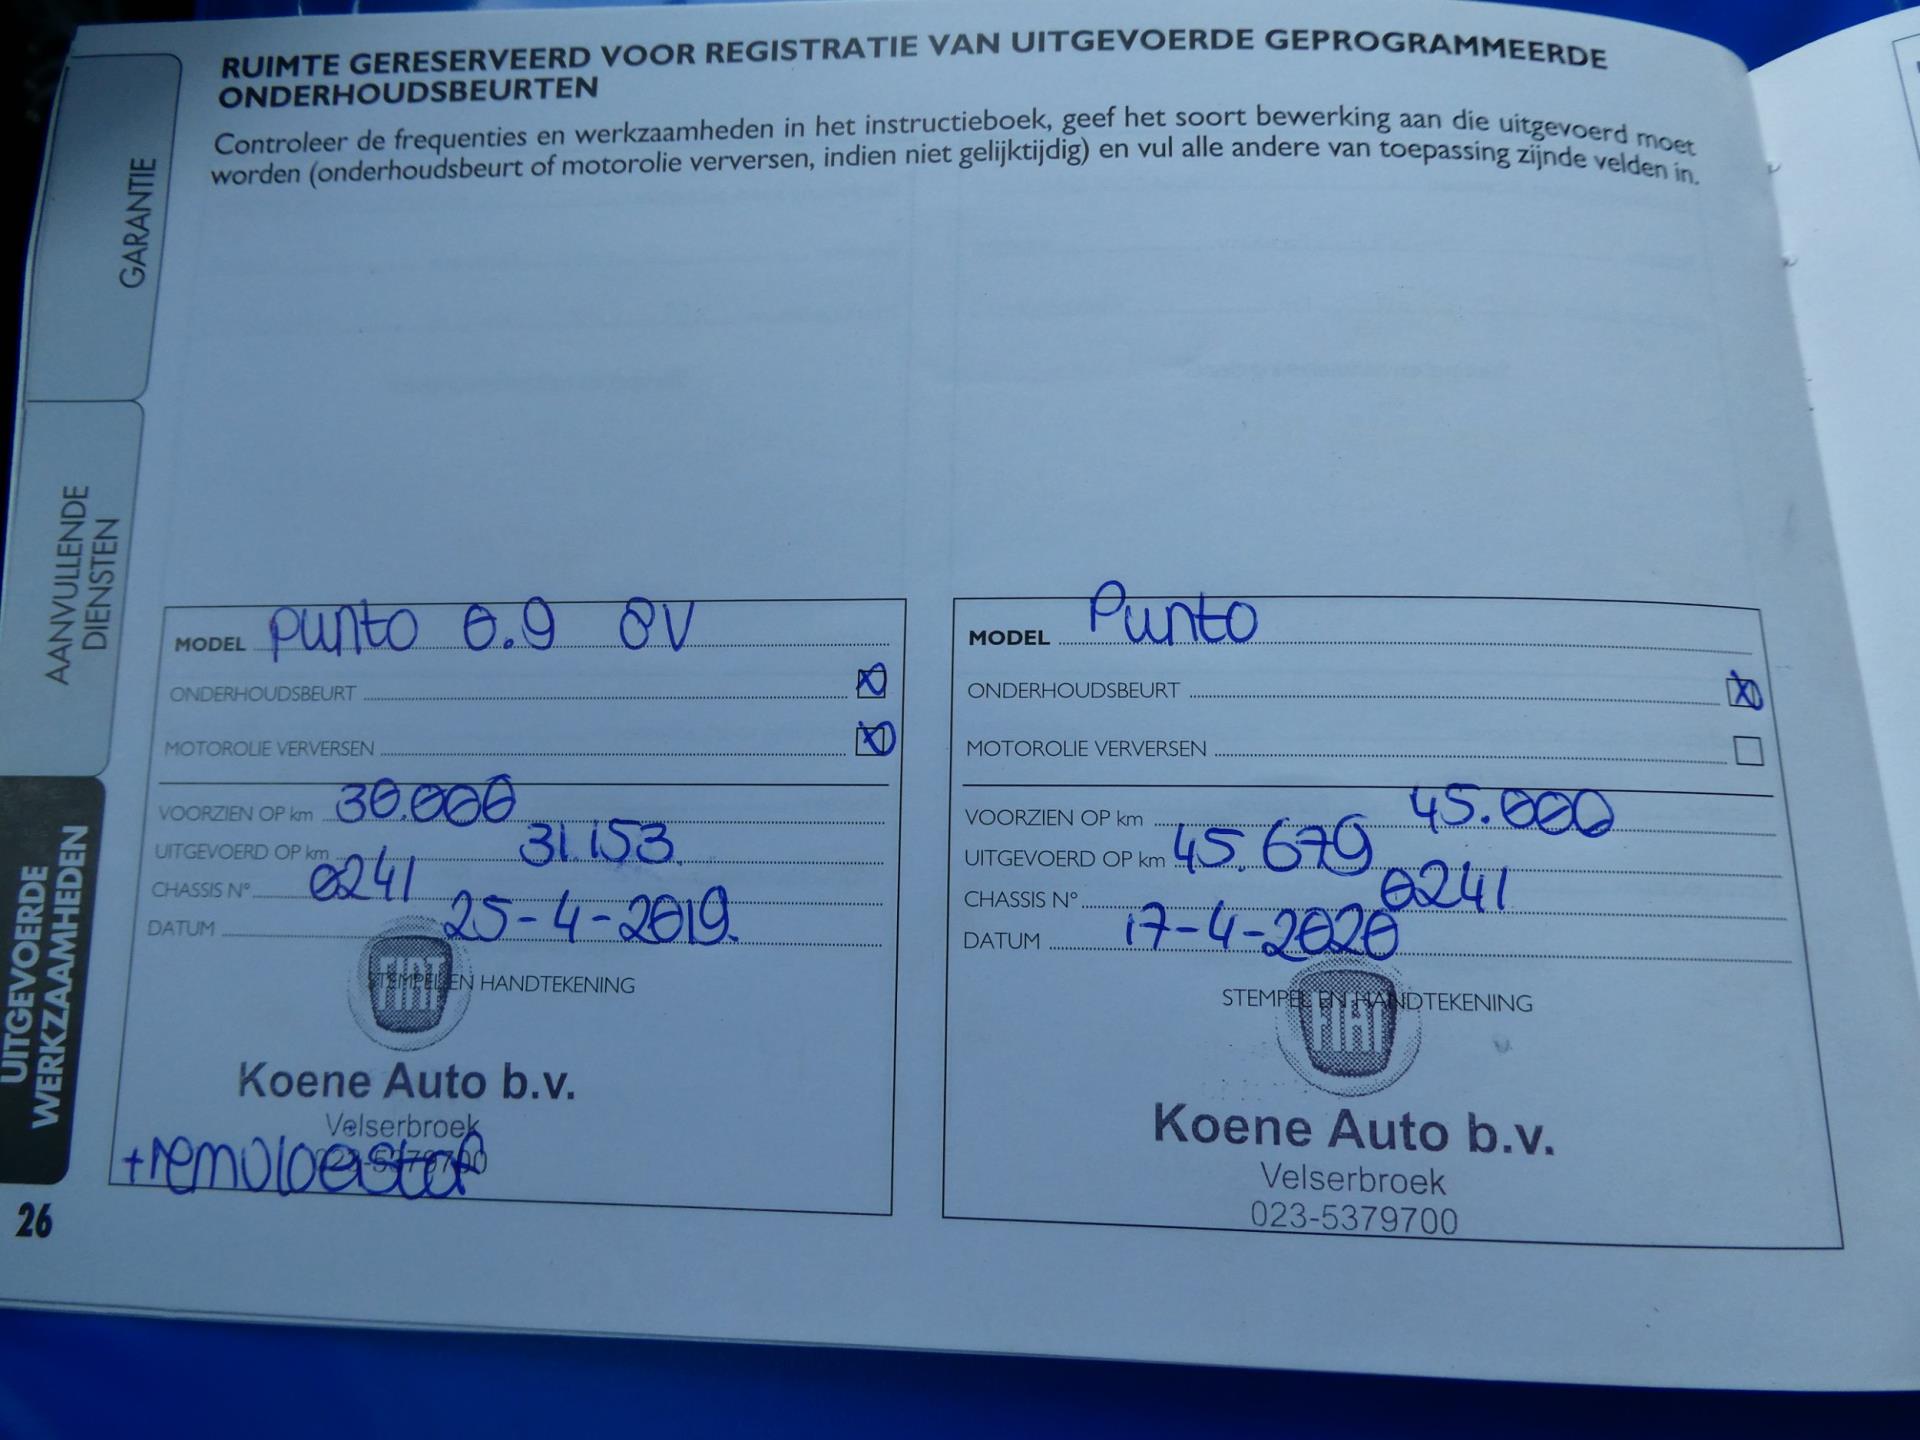 RUIMTE GERESERVEERD VOOR REGISTRATIE VAN UITGEVOERDE GEPROGRAMMEERDE
ONDERHOUDSBEURTEN
Controleer de frequenties en werkzaamheden in het instructieboek, geef het soort bewerking aan die uitgevoerd moet
worden (onderhoudsbeurt of motorolie verversen, indien niet gelijktijdig) en vul alle andere van toepassing zijnde velden in.
GARANTIE
AANVULLENDE
DIENSTEN
UITGEVOERDE
WERKZAAMHEDEN
26
MODEL punto 0.9 8V
ONDERHOUDSBEURT X
MOTOROLIE VERVERSEN X
VOORZIEN OP km 30.000
UITGEVOERD OP km 31.153
CHASSIS N° 0241
DATUM 25-4-2019
STEMPEL EN HANDTEKENING
FIAT
Koene Auto b.v.
Velserbroek
023-5379700
+remvloeistof
MODEL Punto
ONDERHOUDSBEURT X
MOTOROLIE VERVERSEN
VOORZIEN OP km 45.000
UITGEVOERD OP km 45.679
CHASSIS N° 0241
DATUM 17-4-2020
STEMPEL EN HANDTEKENING
FIAT
Koene Auto b.v.
Velserbroek
023-5379700